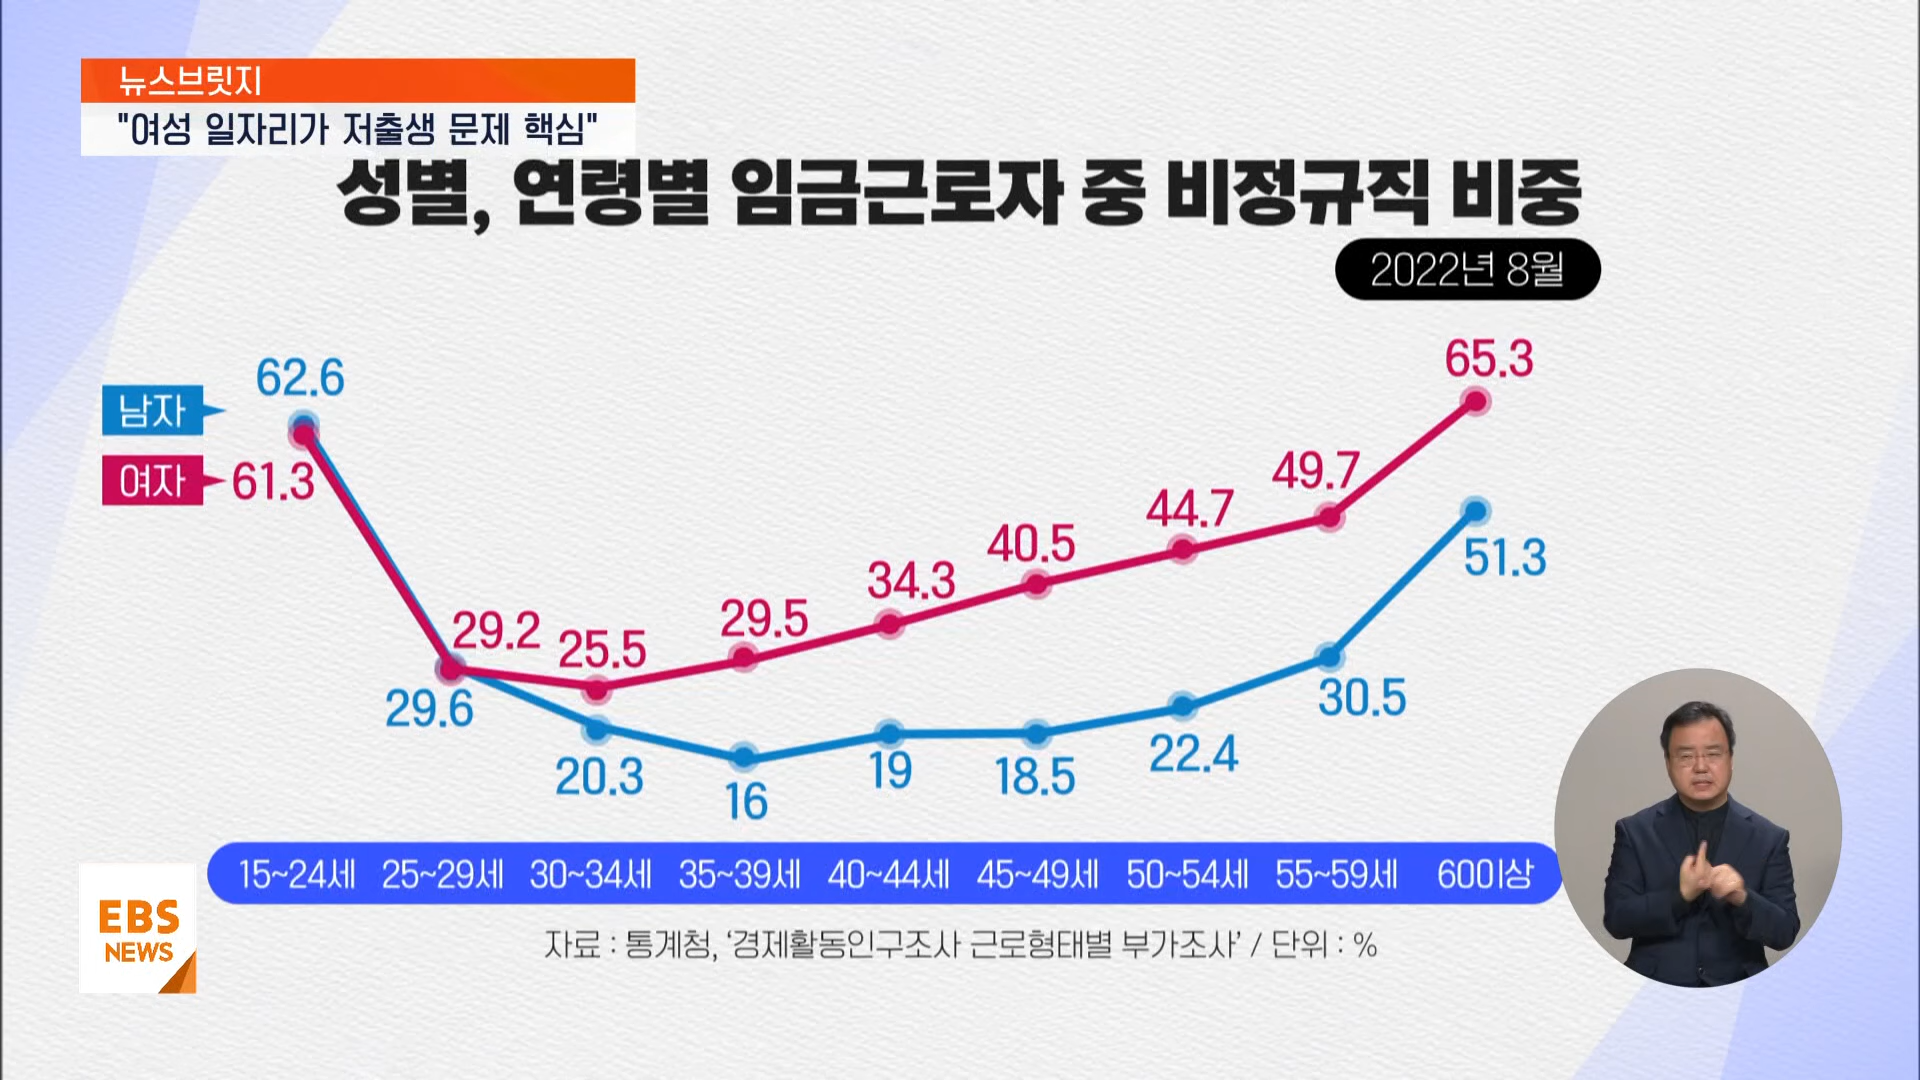 뉴스브릿지
"여성 일자리가 저출생 문제 핵심"
성별, 연령별 임금근로자 중 비정규직 비중
2022년 8월
남자
여자
62.6
61.3
29.2
29.6
25.5
20.3
29.5
16
34.3
19
40.5
18.5
44.7
22.4
49.7
30.5
65.3
51.3
15~24세 25~29세 30~34세 35~39세 40~44세 45~49세 50~54세 55~59세 60이상
자료 : 통계청, ‘경제활동인구조사 근로형태별 부가조사’ / 단위 : %
EBS
NEWS